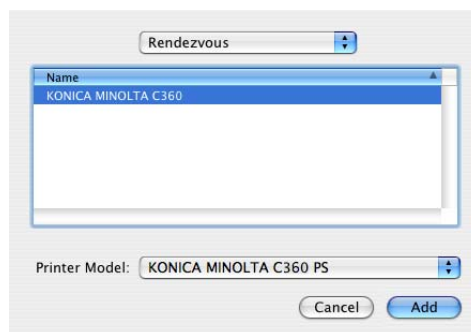 Rendezvous
Name
KONICA MINOLTA C360
Printer Model: KONICA MINOLTA C360 PS
Cancel Add